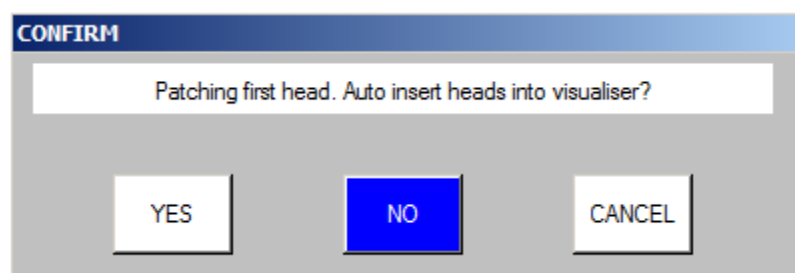 CONFIRM
Patching first head. Auto insert heads into visualiser?
YES NO CANCEL